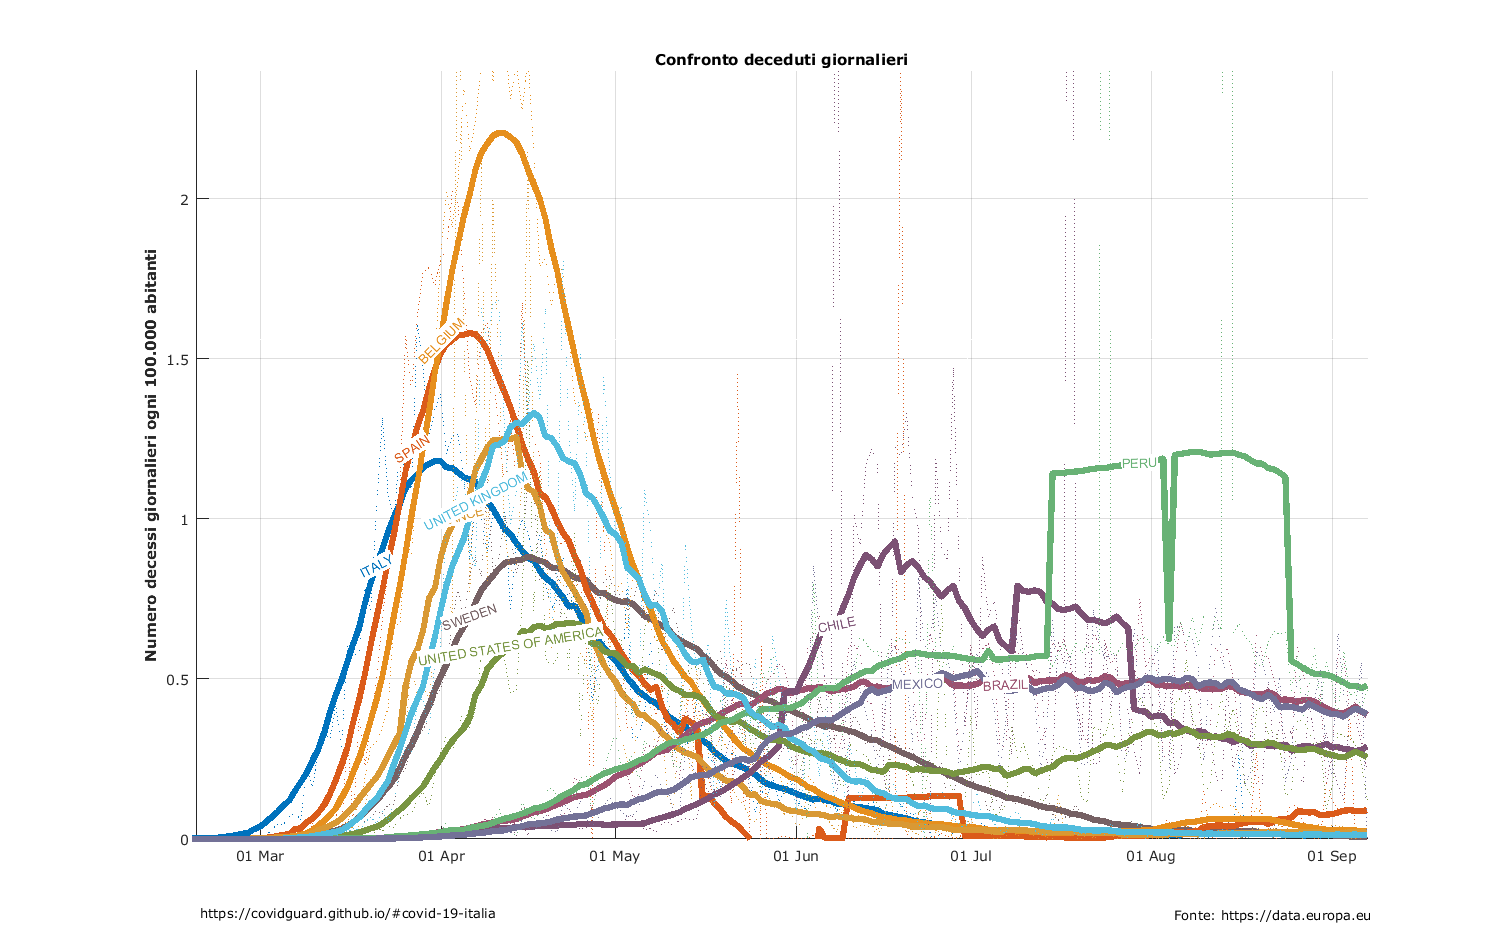 Confronto deceduti giornalieri
Numero decessi giornalieri ogni 100.000 abitanti
2
1.5
1
0.5
0
BELGIUM
SPAIN
ITALY
UNITED KINGDOM
SWEDEN
UNITED STATES OF AMERICA
CHILE
MEXICO
BRAZIL
PERU
01 Mar
01 Apr
01 May
01 Jun
01 Jul
01 Aug
01 Sep
https://covidguard.github.io/#covid-19-italia
Fonte: https://data.europa.eu